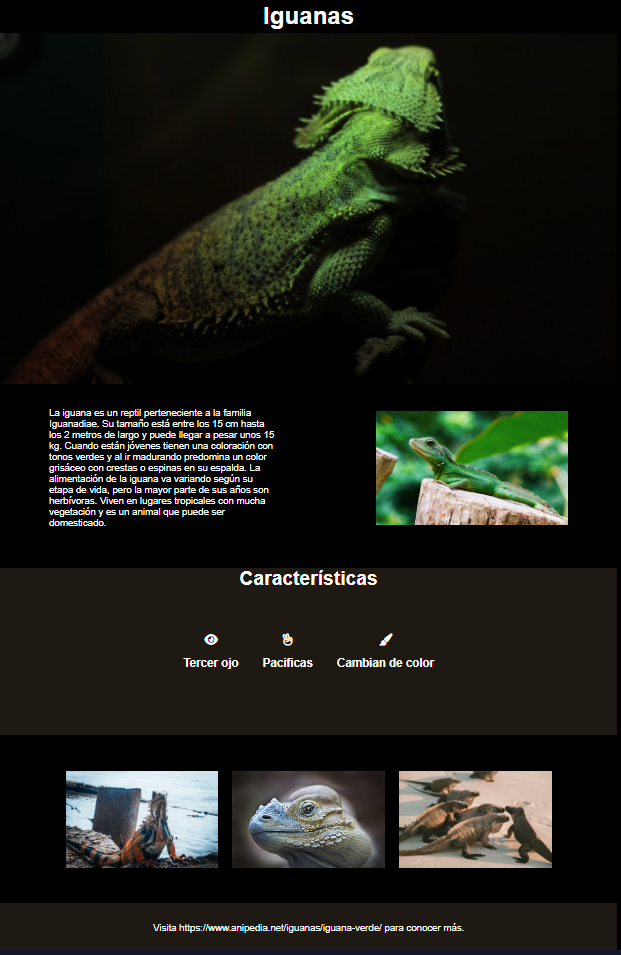 Iguanas
La iguana es un reptil perteneciente a la familia
Iguanadiae. Su tamaño está entre los 15 cm hasta
los 2 metros de largo y puede llegar a pesar unos 15
kg. Cuando están jóvenes tienen una coloración con
tonos verdes y al ir madurando predomina un color
grisáceo con crestas o espinas en su espalda. La
alimentación de la iguana va variando según su
etapa de vida, pero la mayor parte de sus años son
herbívoras. Viven en lugares tropicales con mucha
vegetación y es un animal que puede ser
domesticado.
Características
Tercer ojo
Pacificas
Cambian de color
Visita https://www.anipedia.net/iguanas/iguana-verde/ para conocer más.